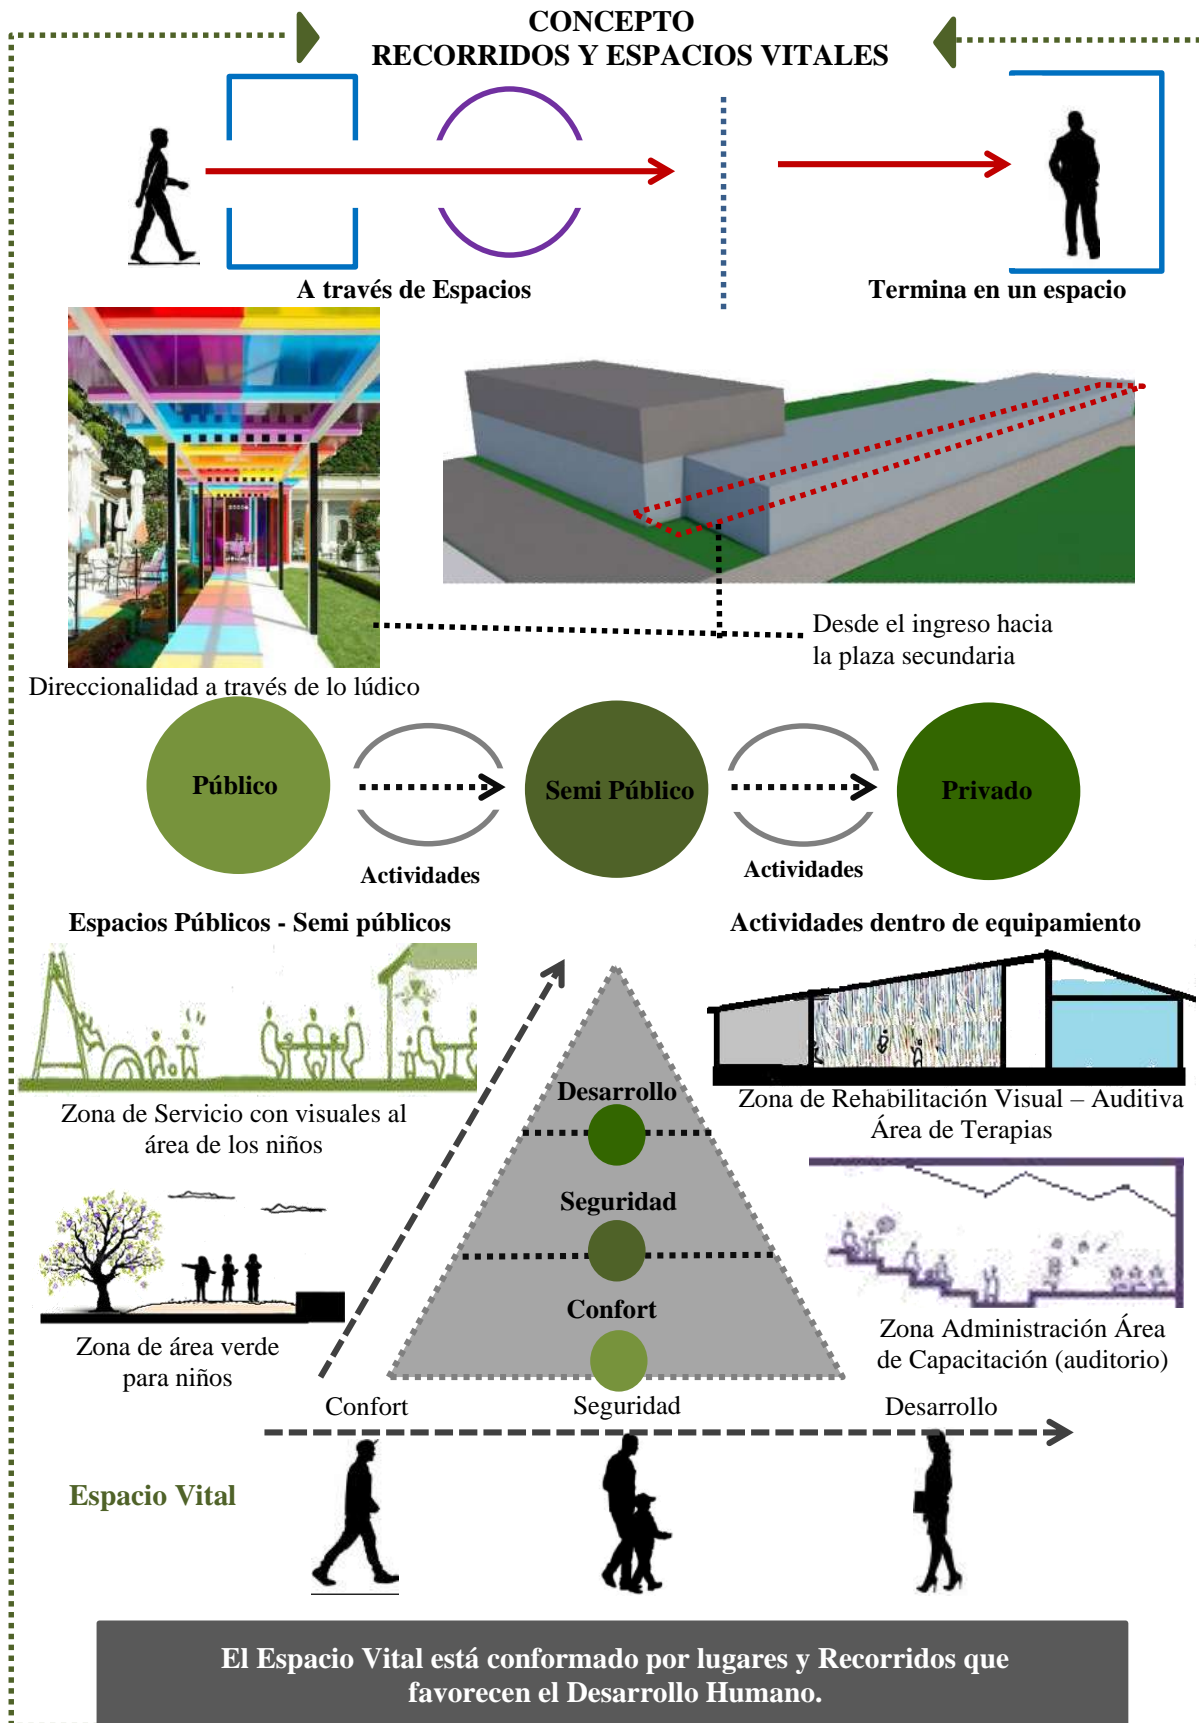 CONCEPTO
RECORRIDOS Y ESPACIOS VITALES
A través de Espacios
Termina en un espacio
Desde el ingreso hacia
la plaza secundaria
Direccionalidad a través de lo lúdico
Público
Semi Público
Privado
Actividades
Actividades
Espacios Públicos - Semi públicos
Actividades dentro de equipamiento
Zona de Servicio con visuales al
área de los niños
Desarrollo
Zona de Rehabilitación Visual – Auditiva
Área de Terapias
Seguridad
Confort
Zona de área verde
para niños
Zona Administración Área
de Capacitación (auditorio)
Confort
Seguridad
Desarrollo
Espacio Vital
El Espacio Vital está conformado por lugares y Recorridos que
favorecen el Desarrollo Humano.